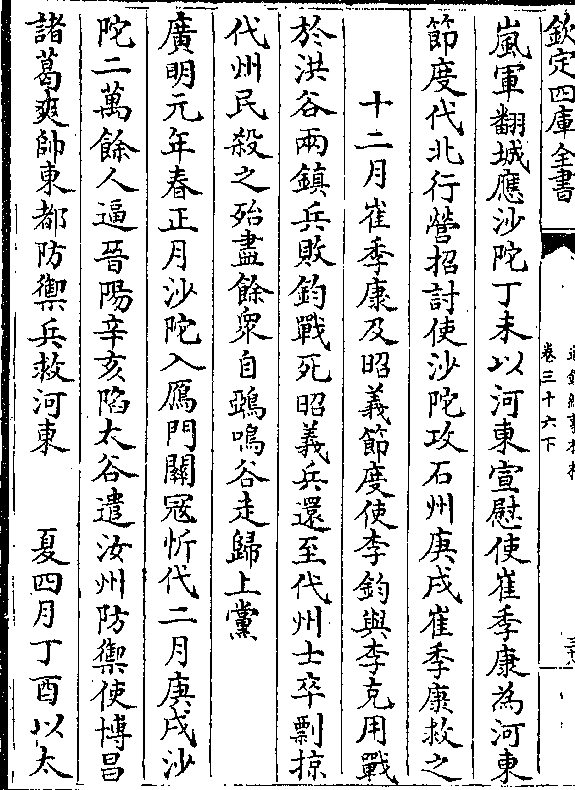 欽定四庫全書
卷三十六下
嵐軍翻城應沙陀丁未以河東宣慰使崔季康為河東
節度代北行營招討使沙陀攻石州庚戌崔季康救之
十二月崔季康及昭義節度使李鈞與李克用戰
於洪谷兩鎮兵敗鈞戰死昭義兵還至代州士卒剽掠
代州民殺之殆盡餘衆自鵶鳴谷走歸上黨
廣明元年春正月沙陀入鴈門關寇忻代二月庚戌沙
陀二萬餘人逼晉陽辛亥陷太谷遣汝州防禦使博昌
諸葛爽帥東都防禦兵救河東　夏四月丁酉以太